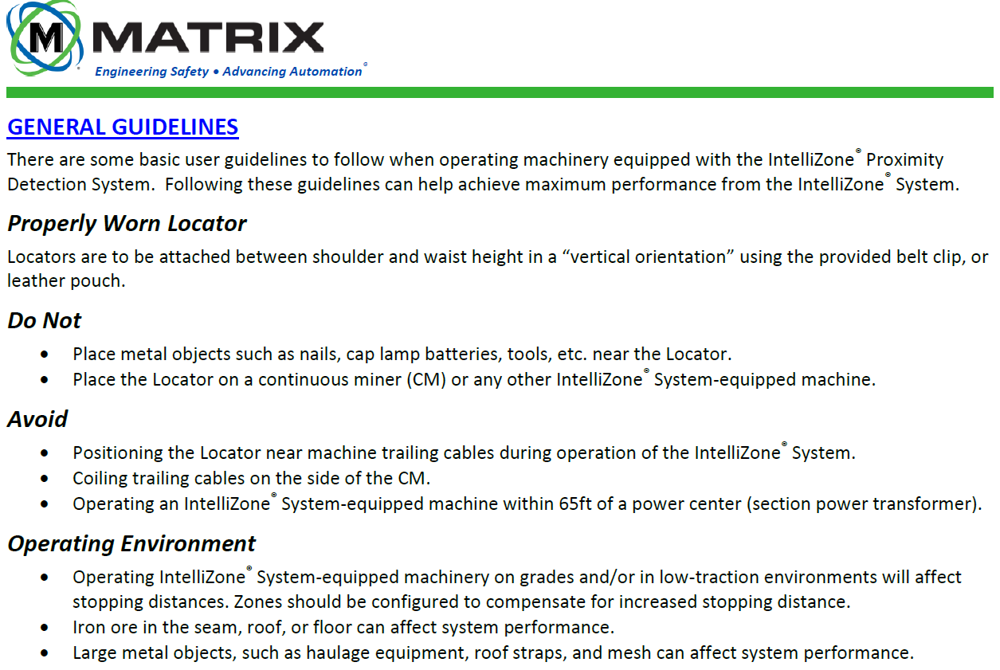 M MATRIX
Engineering Safety • Advancing Automation®
GENERAL GUIDELINES
There are some basic user guidelines to follow when operating machinery equipped with the IntelliZone® Proximity
Detection System.  Following these guidelines can help achieve maximum performance from the IntelliZone® System.
Properly Worn Locator
Locators are to be attached between shoulder and waist height in a “vertical orientation” using the provided belt clip, or
leather pouch.
Do Not
• Place metal objects such as nails, cap lamp batteries, tools, etc. near the Locator.
• Place the Locator on a continuous miner (CM) or any other IntelliZone® System-equipped machine.
Avoid
• Positioning the Locator near machine trailing cables during operation of the IntelliZone® System.
• Coiling trailing cables on the side of the CM.
• Operating an IntelliZone® System-equipped machine within 65ft of a power center (section power transformer).
Operating Environment
• Operating IntelliZone® System-equipped machinery on grades and/or in low-traction environments will affect
stopping distances. Zones should be configured to compensate for increased stopping distance.
• Iron ore in the seam, roof, or floor can affect system performance.
• Large metal objects, such as haulage equipment, roof straps, and mesh can affect system performance.